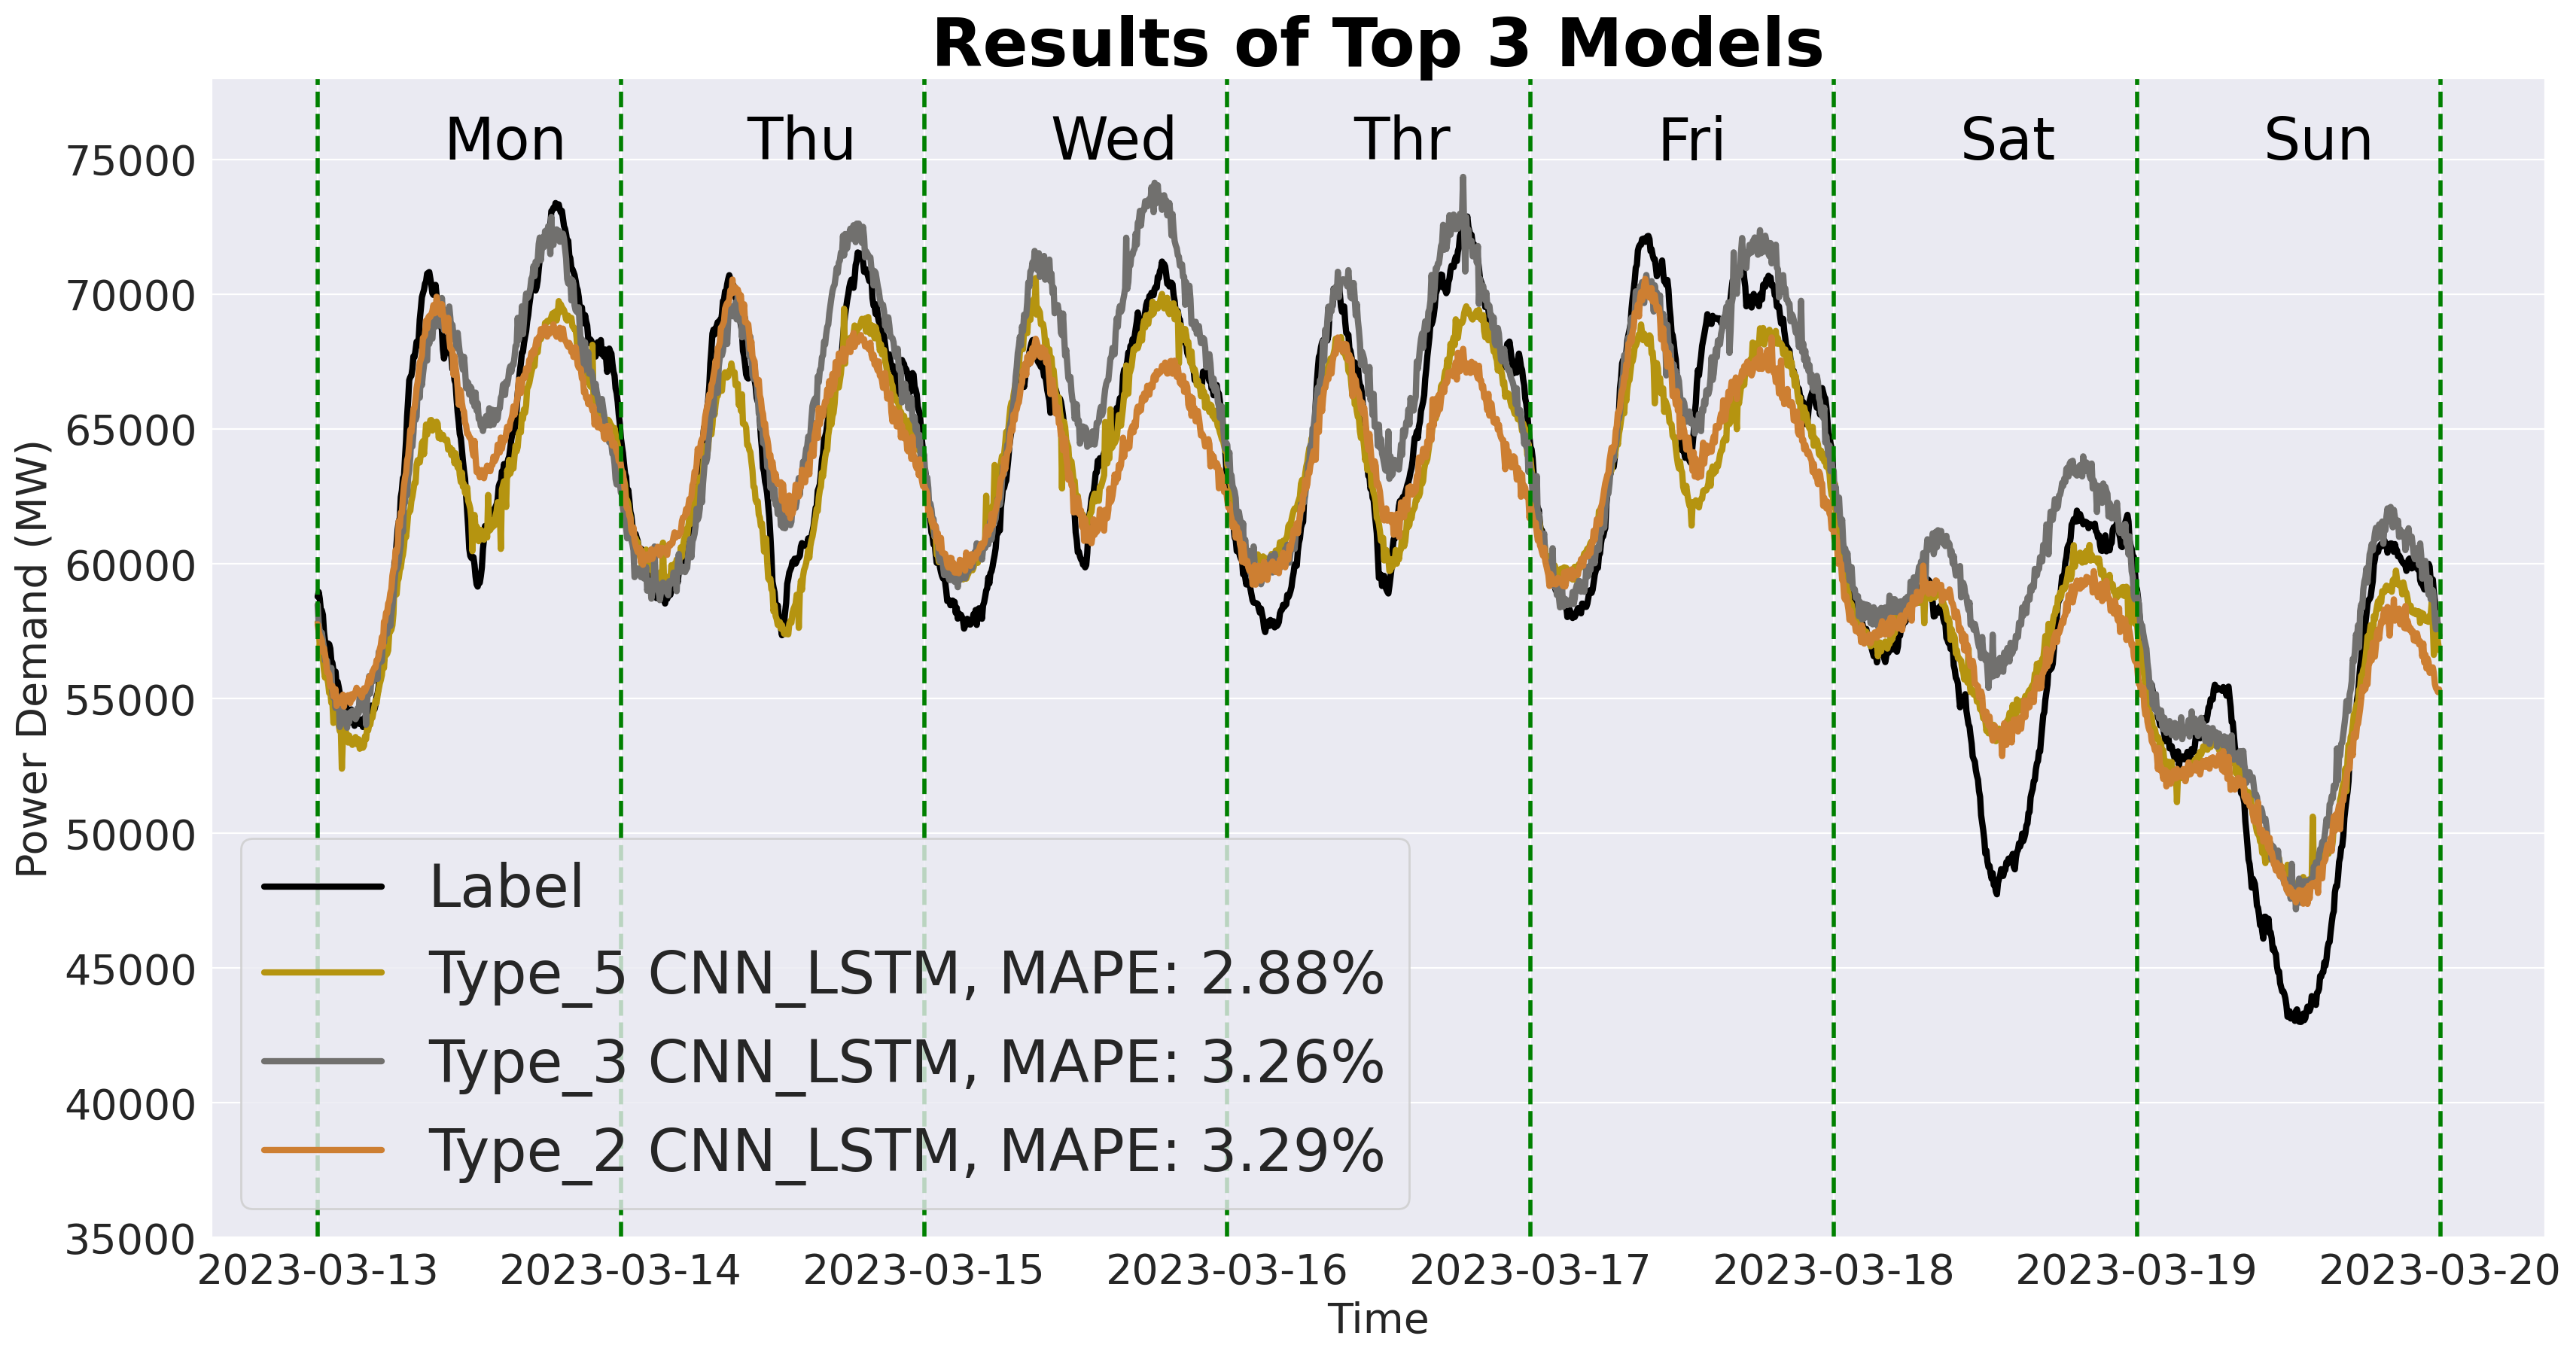 Results of Top 3 Models
Mon Thu Wed Thr Fri Sat Sun
75000
70000
65000
60000
55000
50000
45000
40000
35000
Power Demand (MW)
Label
Type_5 CNN_LSTM, MAPE: 2.88%
Type_3 CNN_LSTM, MAPE: 3.26%
Type_2 CNN_LSTM, MAPE: 3.29%
2023-03-13 2023-03-14 2023-03-15 2023-03-16 2023-03-17 2023-03-18 2023-03-19 2023-03-20
Time